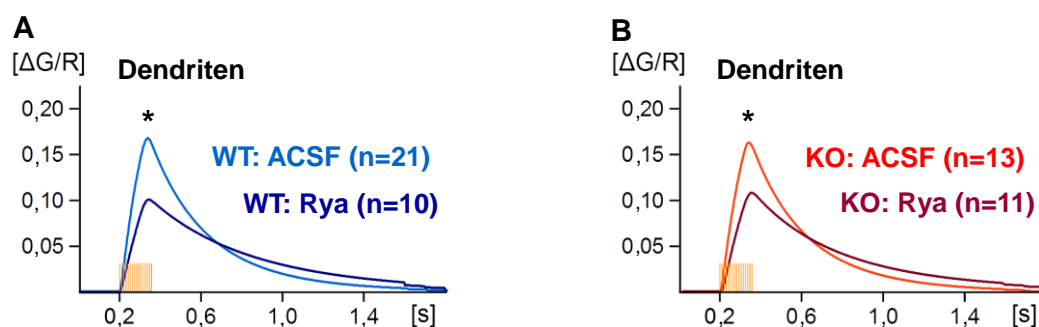 A
[ΔG/R]
Dendriten
0,20
*
0,15
WT: ACSF (n=21)
0,10
WT: Rya (n=10)
0,05
0,2 0,6 1,0 1,4 [s]
B
[ΔG/R]
Dendriten
0,20
*
0,15
KO: ACSF (n=13)
0,10
KO: Rya (n=11)
0,05
0,2 0,6 1,0 1,4 [s]